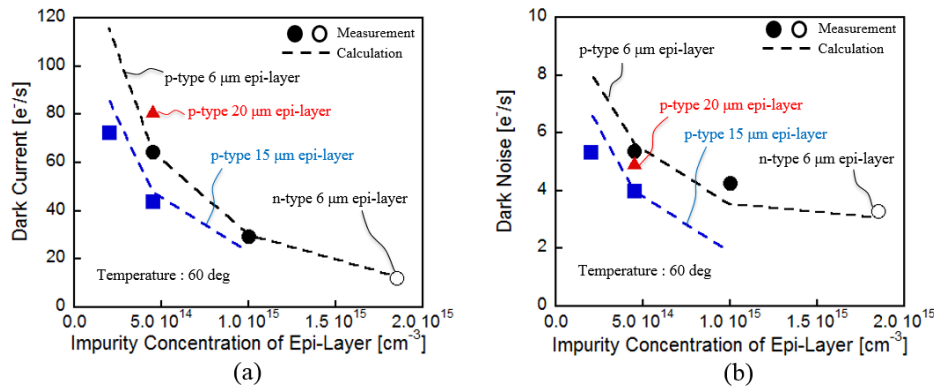 120
100
80
60
40
20
0
Dark Current [e⁻/s]
Measurement
Calculation
p-type 6 μm epi-layer
p-type 20 μm epi-layer
p-type 15 μm epi-layer
n-type 6 μm epi-layer
Temperature : 60 deg
0.0 5.0 10¹⁴ 1.0 10¹⁵ 1.5 10¹⁵ 2.0 10¹⁵
Impurity Concentration of Epi-Layer [cm⁻³]
(a)
10
8
6
4
2
0
Dark Noise [e⁻/s]
Measurement
Calculation
p-type 6 μm epi-layer
p-type 20 μm epi-layer
p-type 15 μm epi-layer
n-type 6 μm epi-layer
Temperature : 60 deg
0.0 5.0 10¹⁴ 1.0 10¹⁵ 1.5 10¹⁵ 2.0 10¹⁵
Impurity Concentration of Epi-Layer [cm⁻³]
(b)